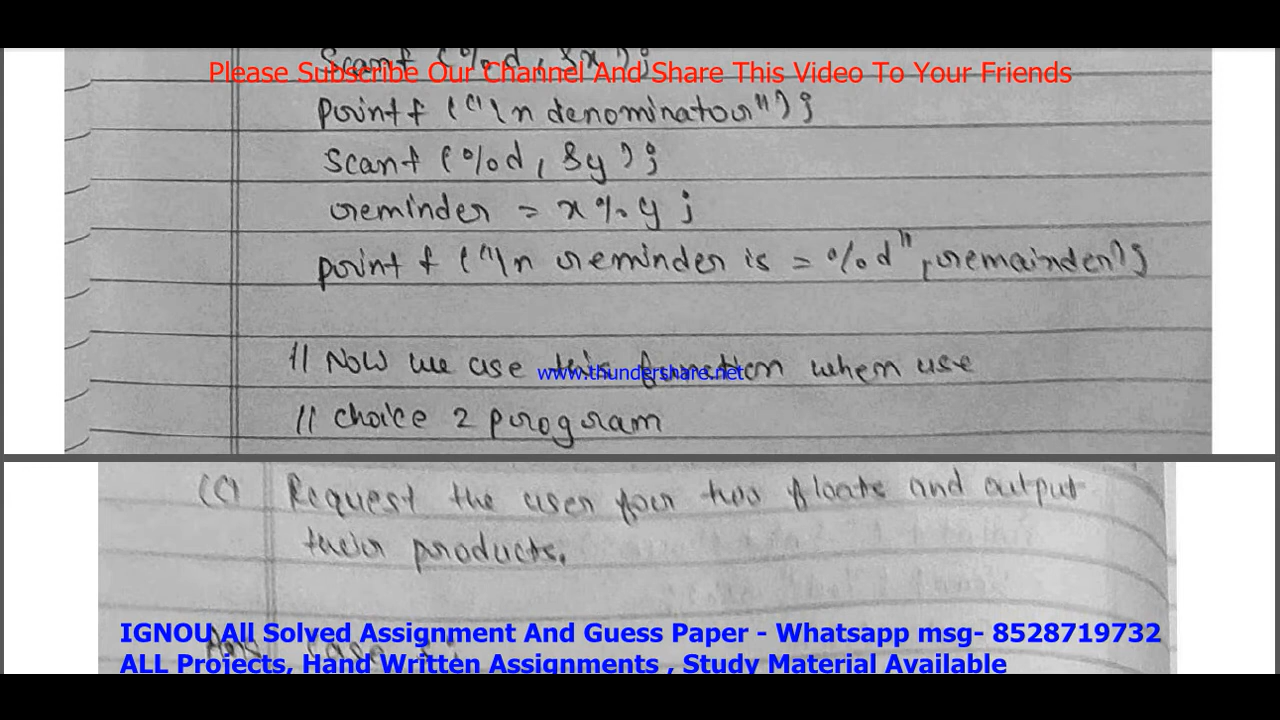 Scanf (%d, &x);
Please Subscribe Our Channel And Share This Video To Your Friends
printf ("\n denominator");
Scanf (%d, &y);
reminder = x % y;
printf ("\n reminder is = %d", remainder);
// Now we use this function when use
www.thundershare.net
// choice 2 program
(C) Request the user for two floats and output
their products.
IGNOU All Solved Assignment And Guess Paper - Whatsapp msg- 8528719732
Ans case
ALL Projects, Hand Written Assignments , Study Material Available